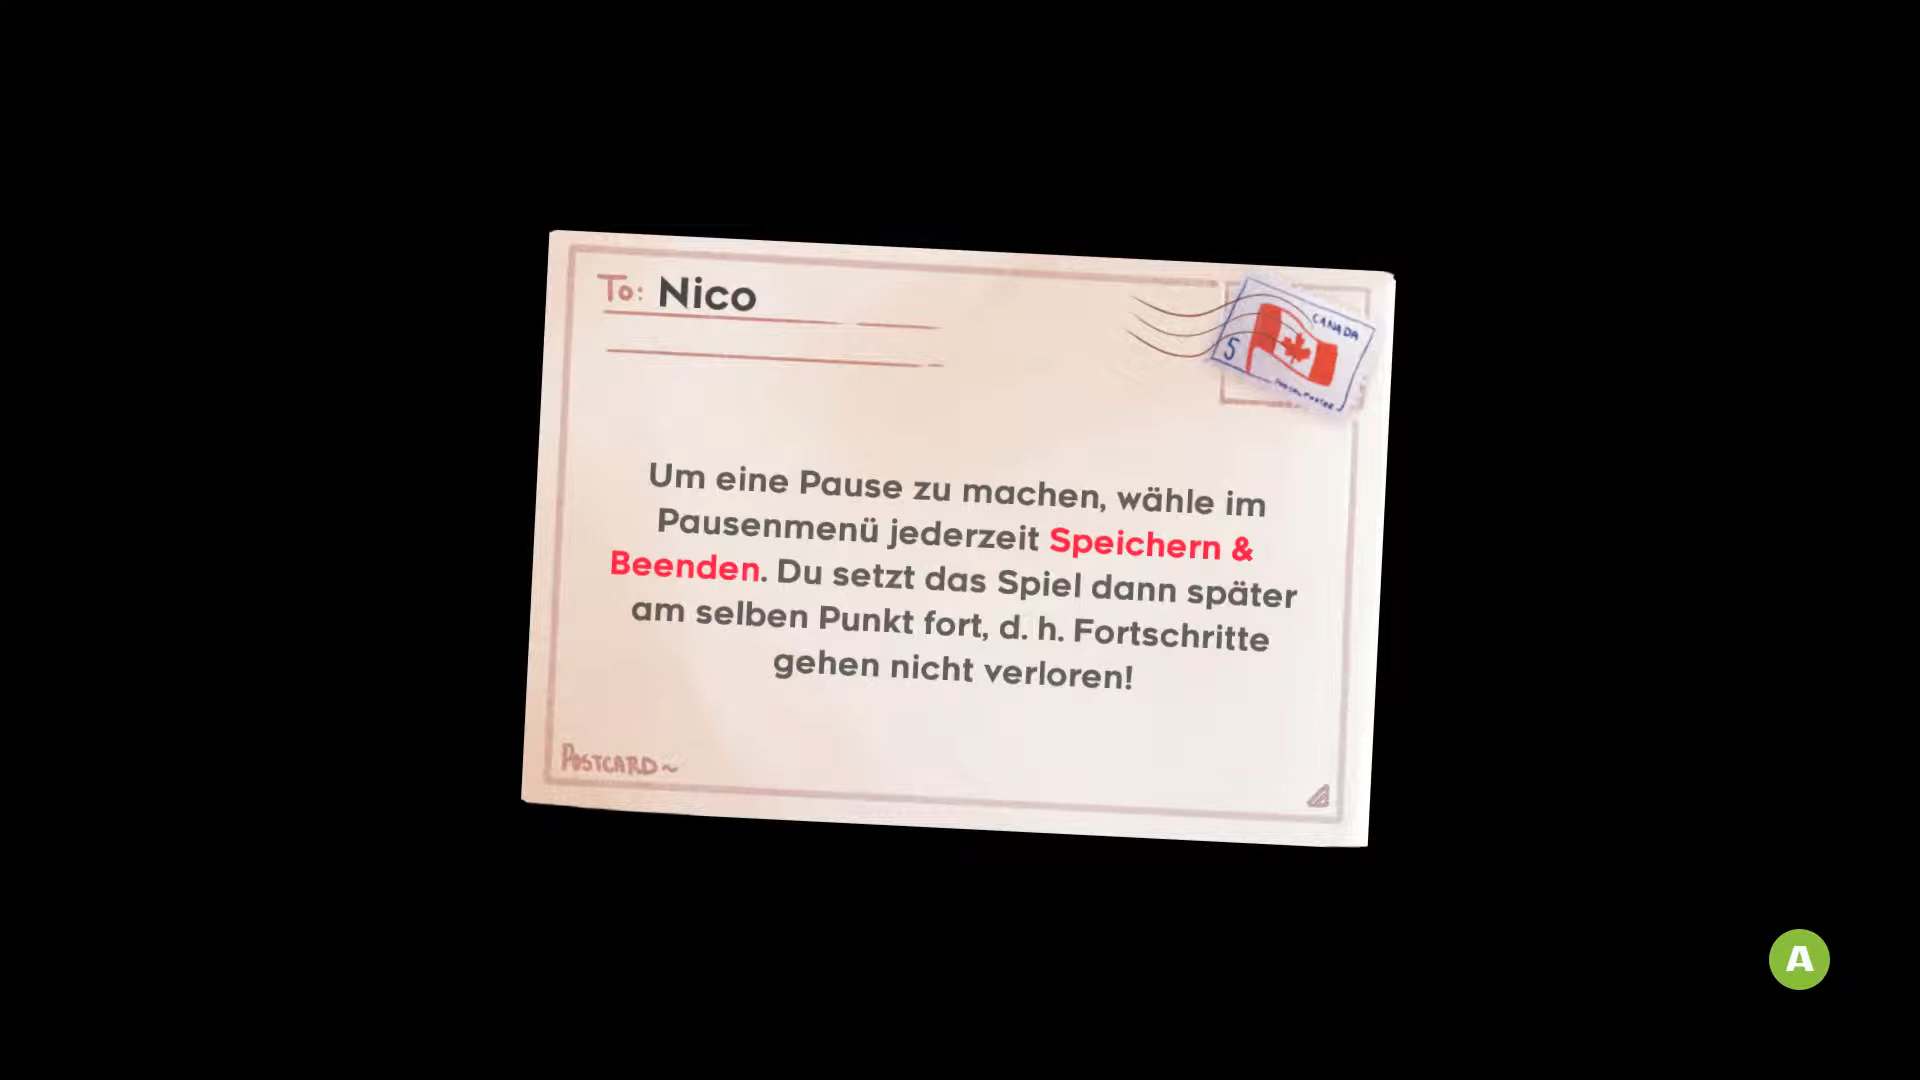 To: Nico
CANADA
5
Um eine Pause zu machen, wähle im
Pausenmenü jederzeit Speichern &
Beenden. Du setzt das Spiel dann später
am selben Punkt fort, d. h. Fortschritte
gehen nicht verloren!
POSTCARD~
A